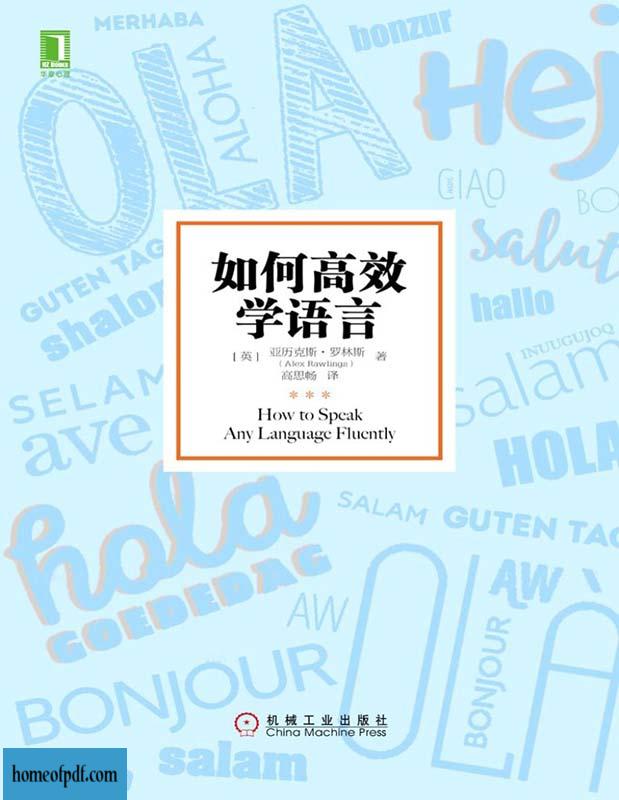 MERHABA
bonzur
HZ BOOKS
华章心理
OLA
ALOHA
Hej
CIAO
BON
salut
GUTEN TAG
shalom
hallo
如何高效
学语言
[英] 亚历克斯·罗林斯 著
(Alex Rawlings)
高思畅 译
***
How to Speak
Any Language Fluently
INUUGUJOQ
SELAM
salam
ave
HOLA
hola
SALAM
GUTEN TAG
GOEDEDAG
AW
AW
OLÀ
BONJOUR
BONJOUR
机械工业出版社
China Machine Press
salam
homeofpdf.com